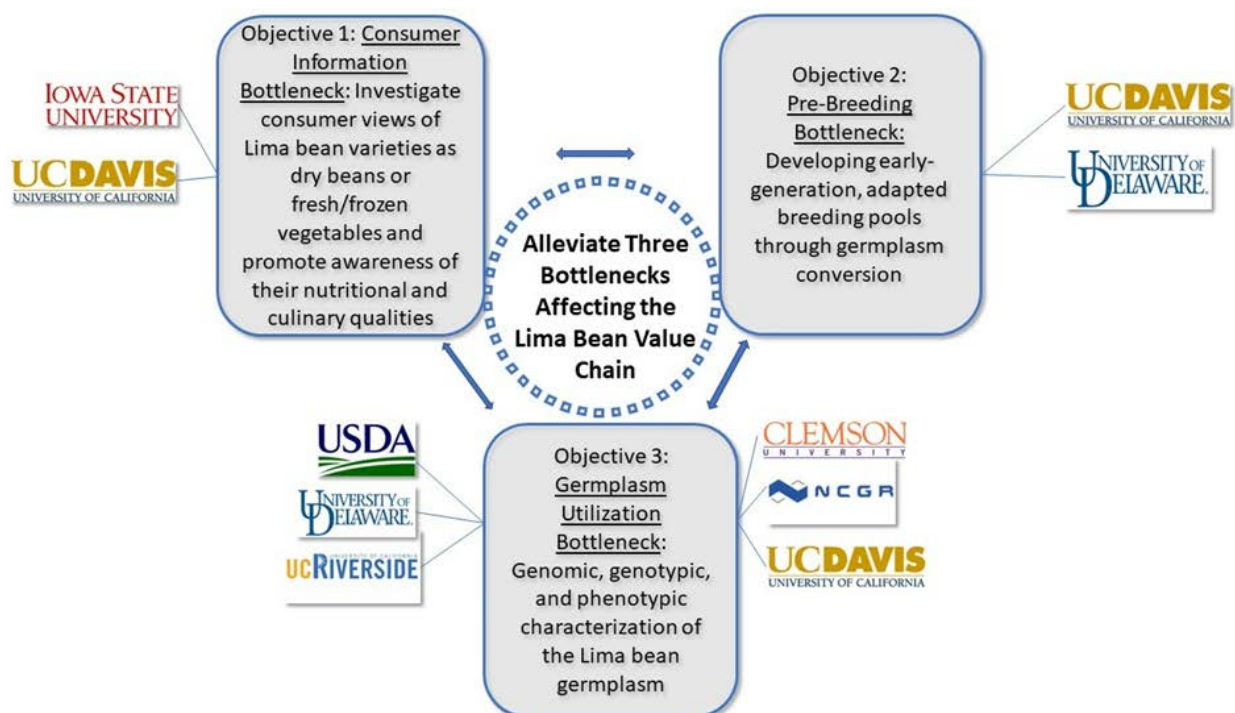 Objective 1: Consumer
Information
Bottleneck: Investigate
consumer views of
Lima bean varieties as
dry beans or
fresh/frozen
vegetables and
promote awareness of
their nutritional and
culinary qualities
IOWA STATE
UNIVERSITY
UCDAVIS
UNIVERSITY OF CALIFORNIA
Objective 2:
Pre-Breeding
Bottleneck:
Developing early-
generation, adapted
breeding pools
through germplasm
conversion
UCDAVIS
UNIVERSITY OF CALIFORNIA
UNIVERSITY OF
DELAWARE.
Alleviate Three
Bottlenecks
Affecting the
Lima Bean Value
Chain
USDA
UNIVERSITY OF
DELAWARE.
UNIVERSITY OF CALIFORNIA
UCRIVERSIDE
Objective 3:
Germplasm
Utilization
Bottleneck:
Genomic, genotypic,
and phenotypic
characterization of
the Lima bean
germplasm
CLEMSON
UNIVERSITY
NCGR
UCDAVIS
UNIVERSITY OF CALIFORNIA